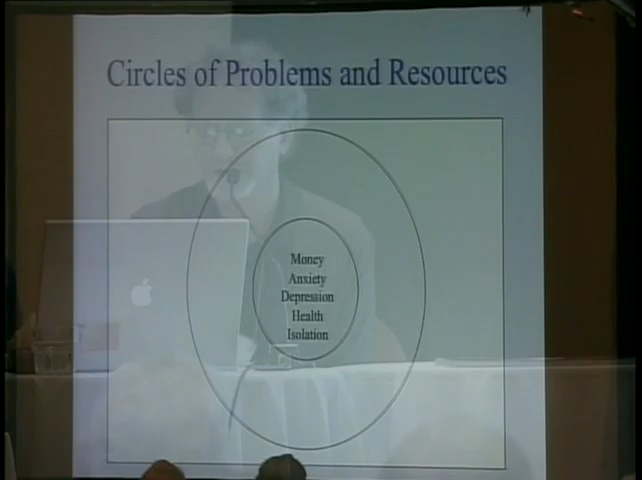 Circles of Problems and Resources
Money
Anxiety
Depression
Health
Isolation